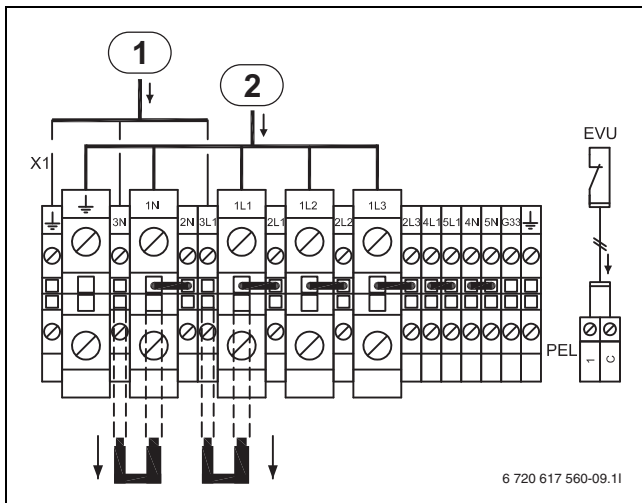 1
2
EVU
X1
3N 1N 2N 3L1 1L1 2L1 1L2 2L2 1L3 2L3 4L1 5L1 4N 5N G33
PEL 1 C
6 720 617 560-09.1I